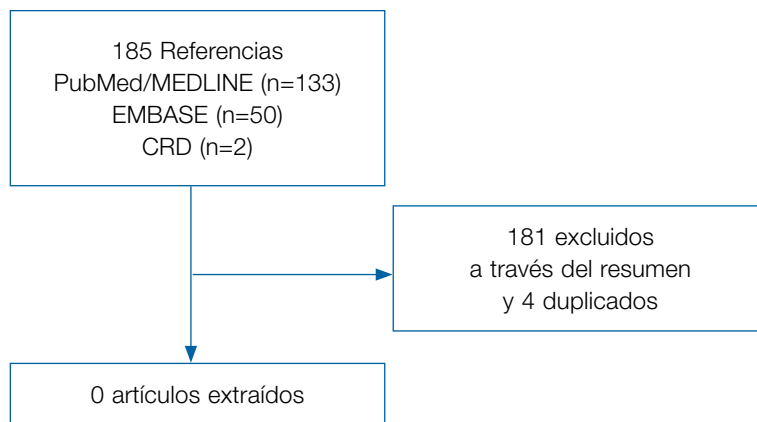 185 Referencias
PubMed/MEDLINE (n=133)
EMBASE (n=50)
CRD (n=2)
181 excluidos
a través del resumen
y 4 duplicados
0 artículos extraídos